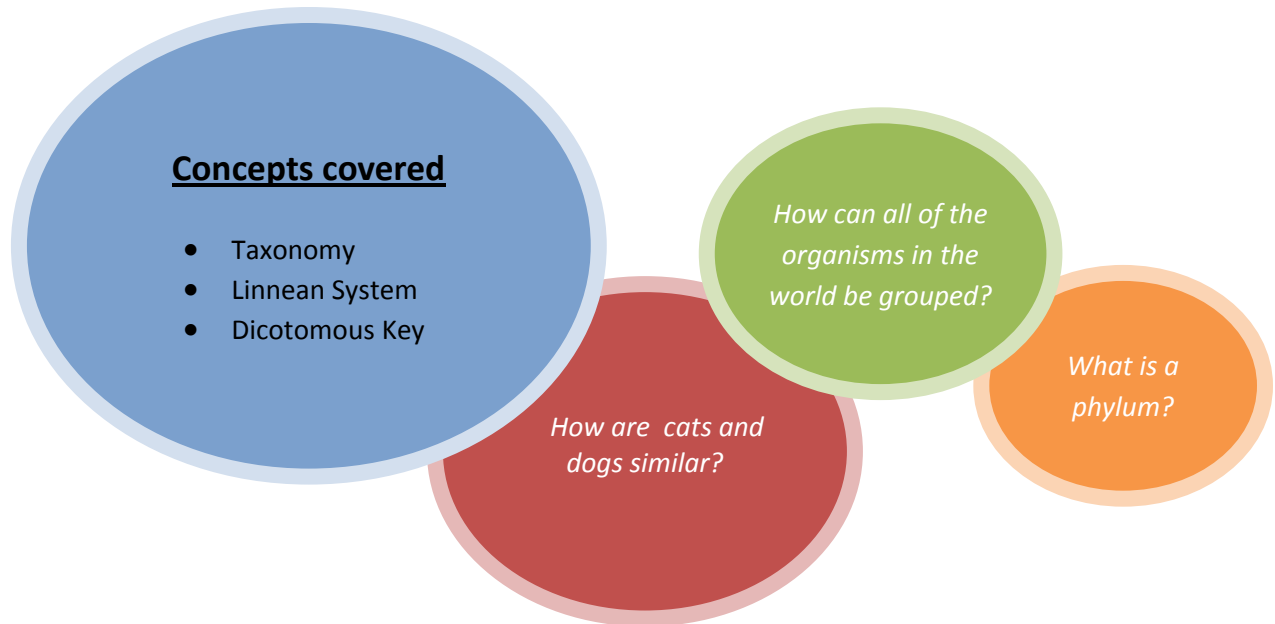 Concepts covered
• Taxonomy
• Linnean System
• Dicotomous Key
How are  cats and
dogs similar?
How can all of the
organisms in the
world be grouped?
What is a
phylum?